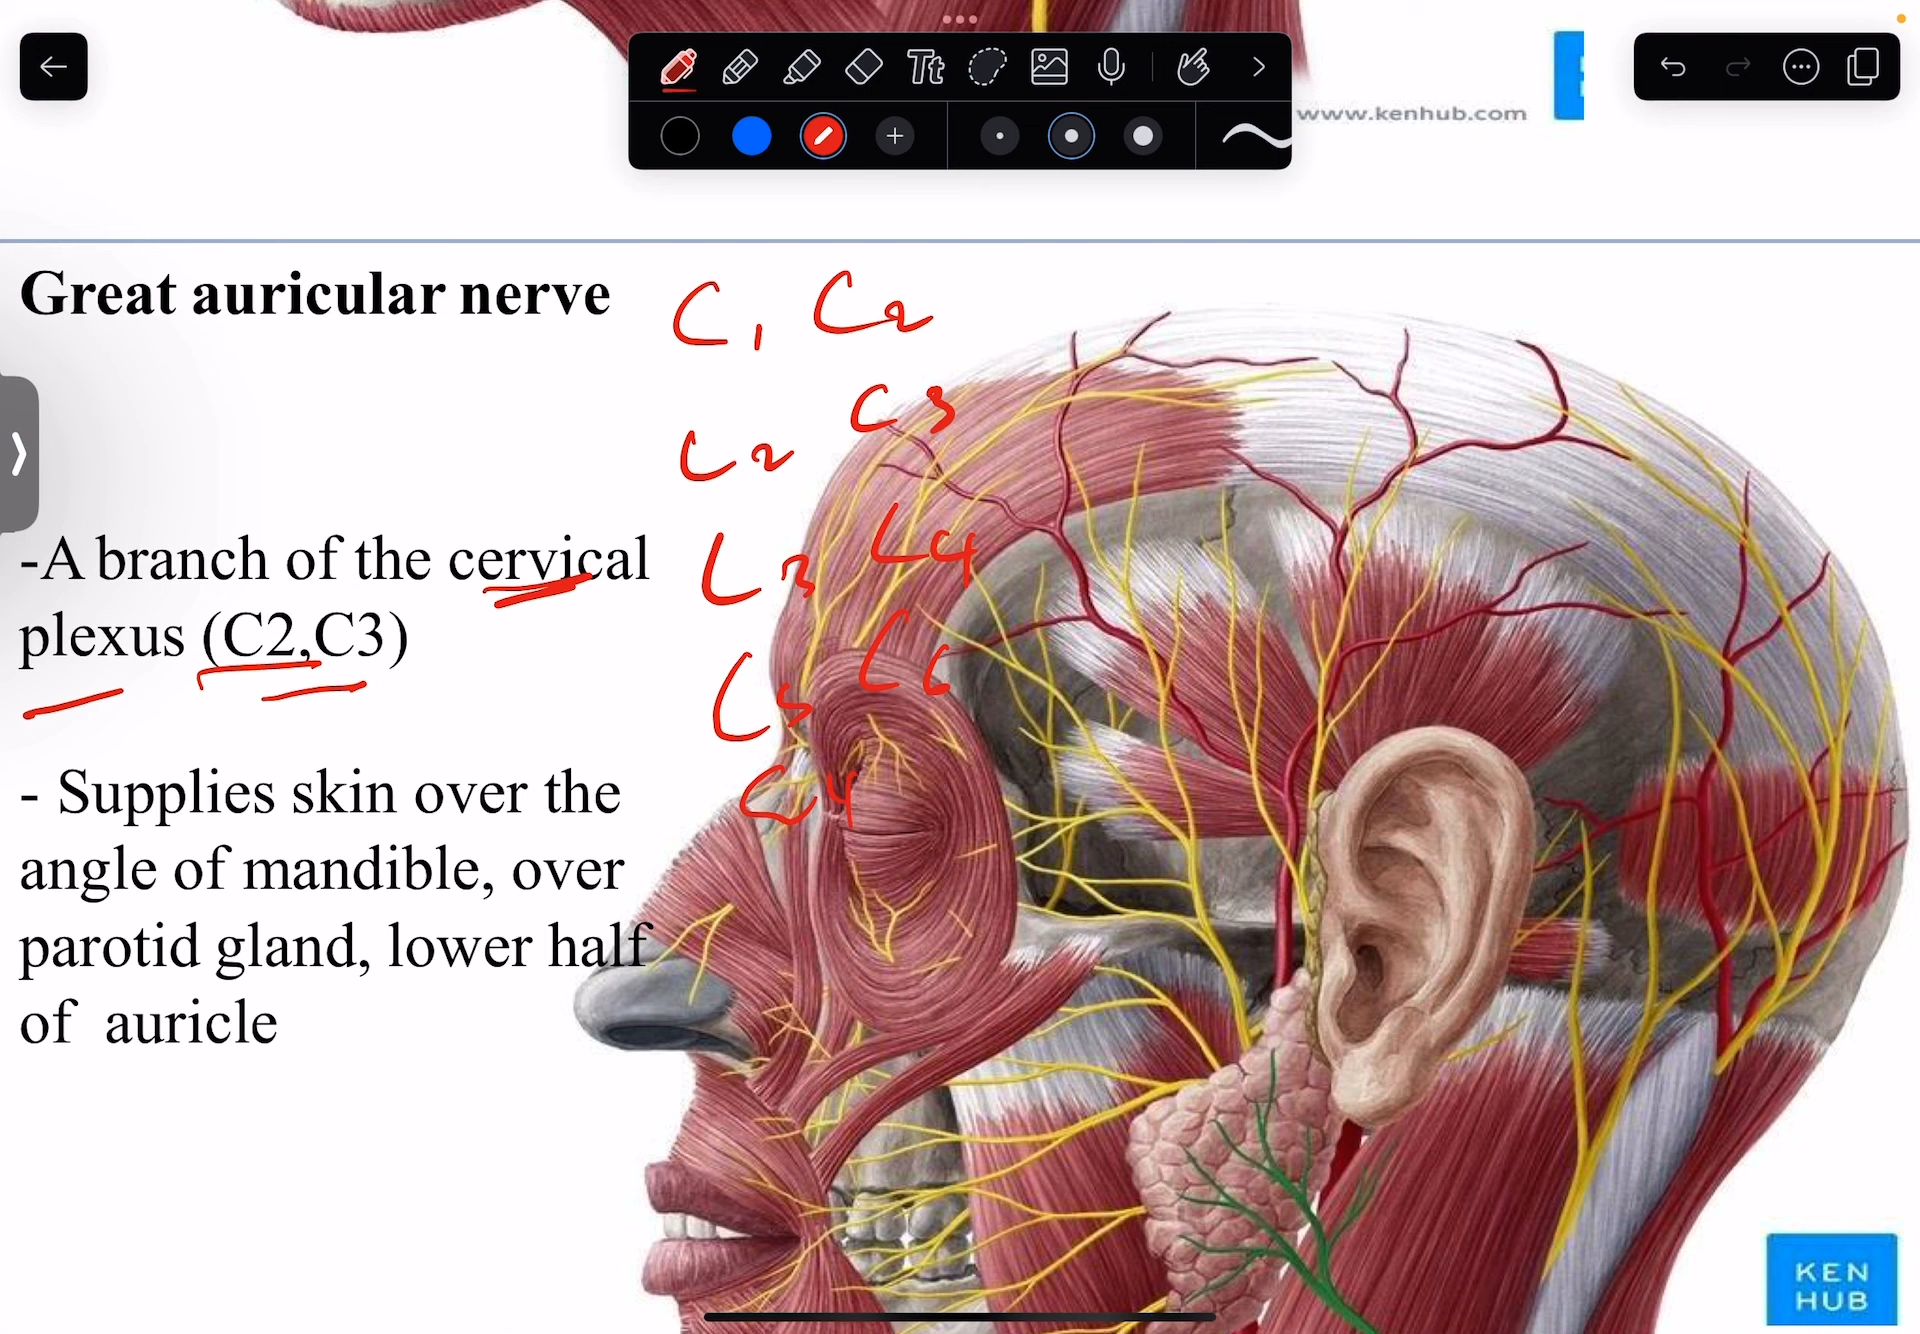 Tt
www.kenhub.com
Great auricular nerve
C1 C2
C2 C3
C3 C4
C5 C6
C4
-A branch of the cervical
plexus (C2,C3)
- Supplies skin over the
angle of mandible, over
parotid gland, lower half
of auricle
KEN
HUB